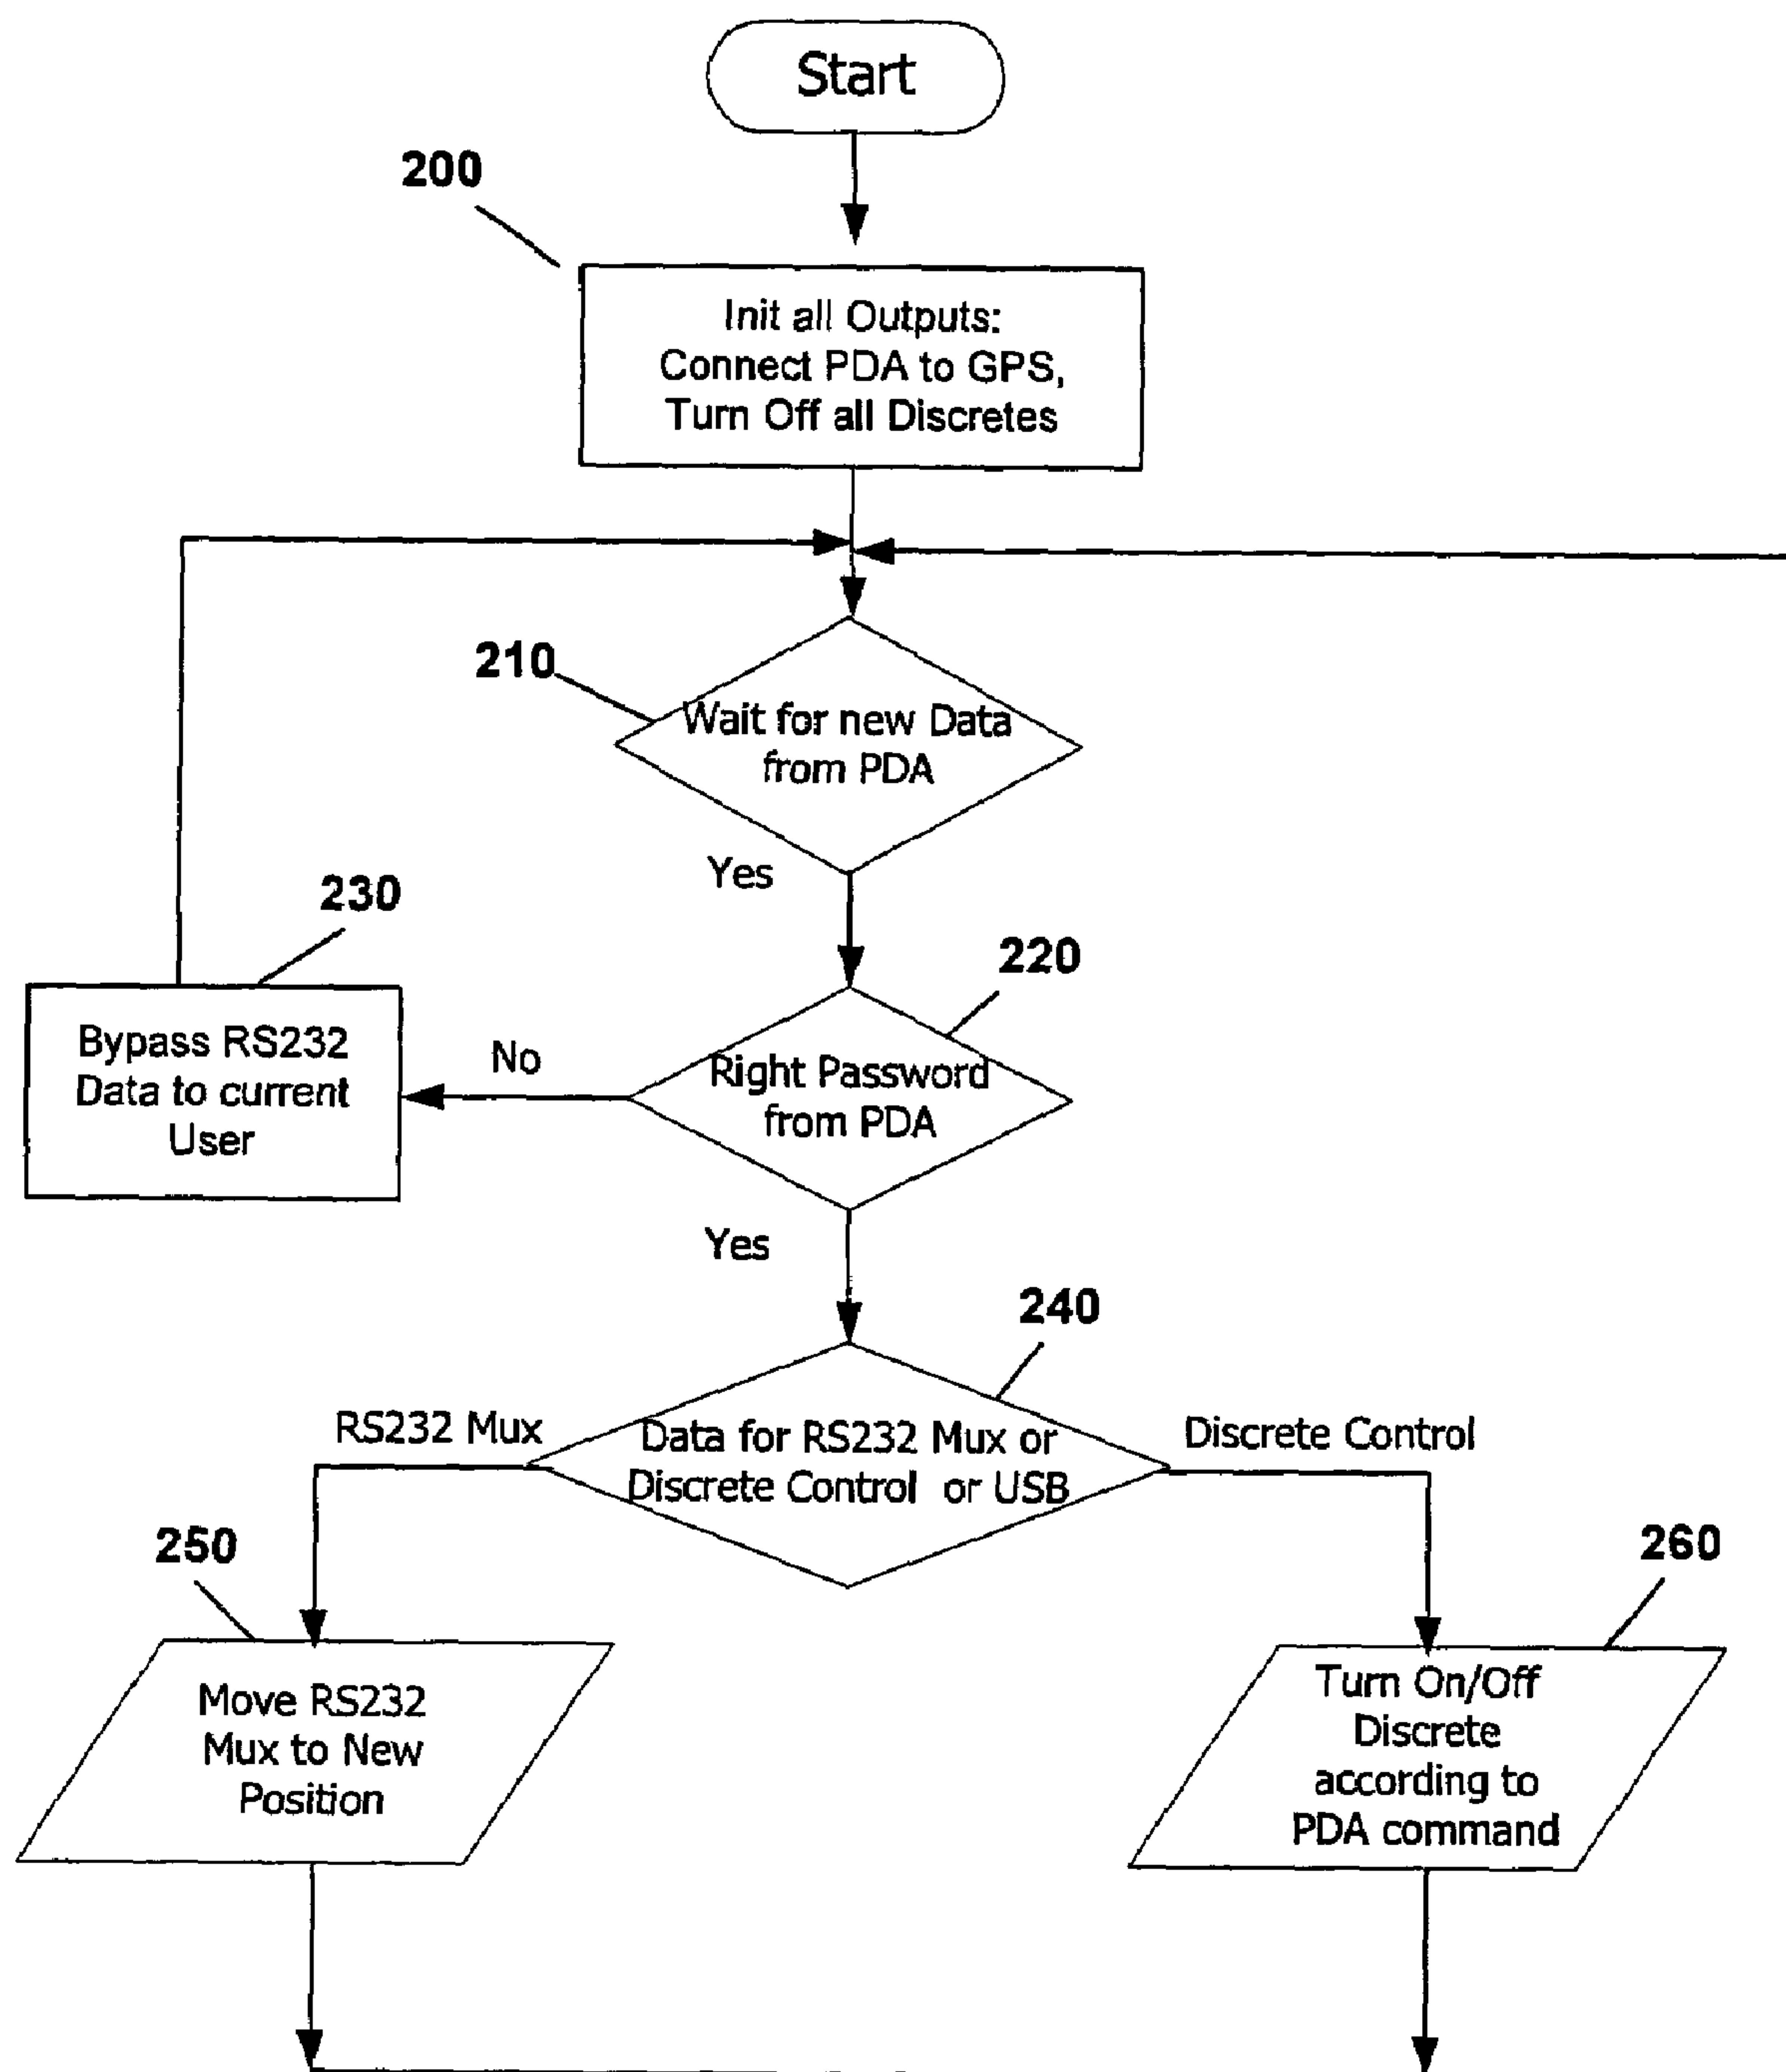 Start
200
Init all Outputs:
Connect PDA to GPS,
Turn Off all Discretes
210
Wait for new Data
from PDA
Yes
230
220
Bypass RS232
Data to current
User
No
Right Password
from PDA
Yes
240
RS232 Mux
Data for RS232 Mux or
Discrete Control or USB
Discrete Control
250
260
Move RS232
Mux to New
Position
Turn On/Off
Discrete
according to
PDA command